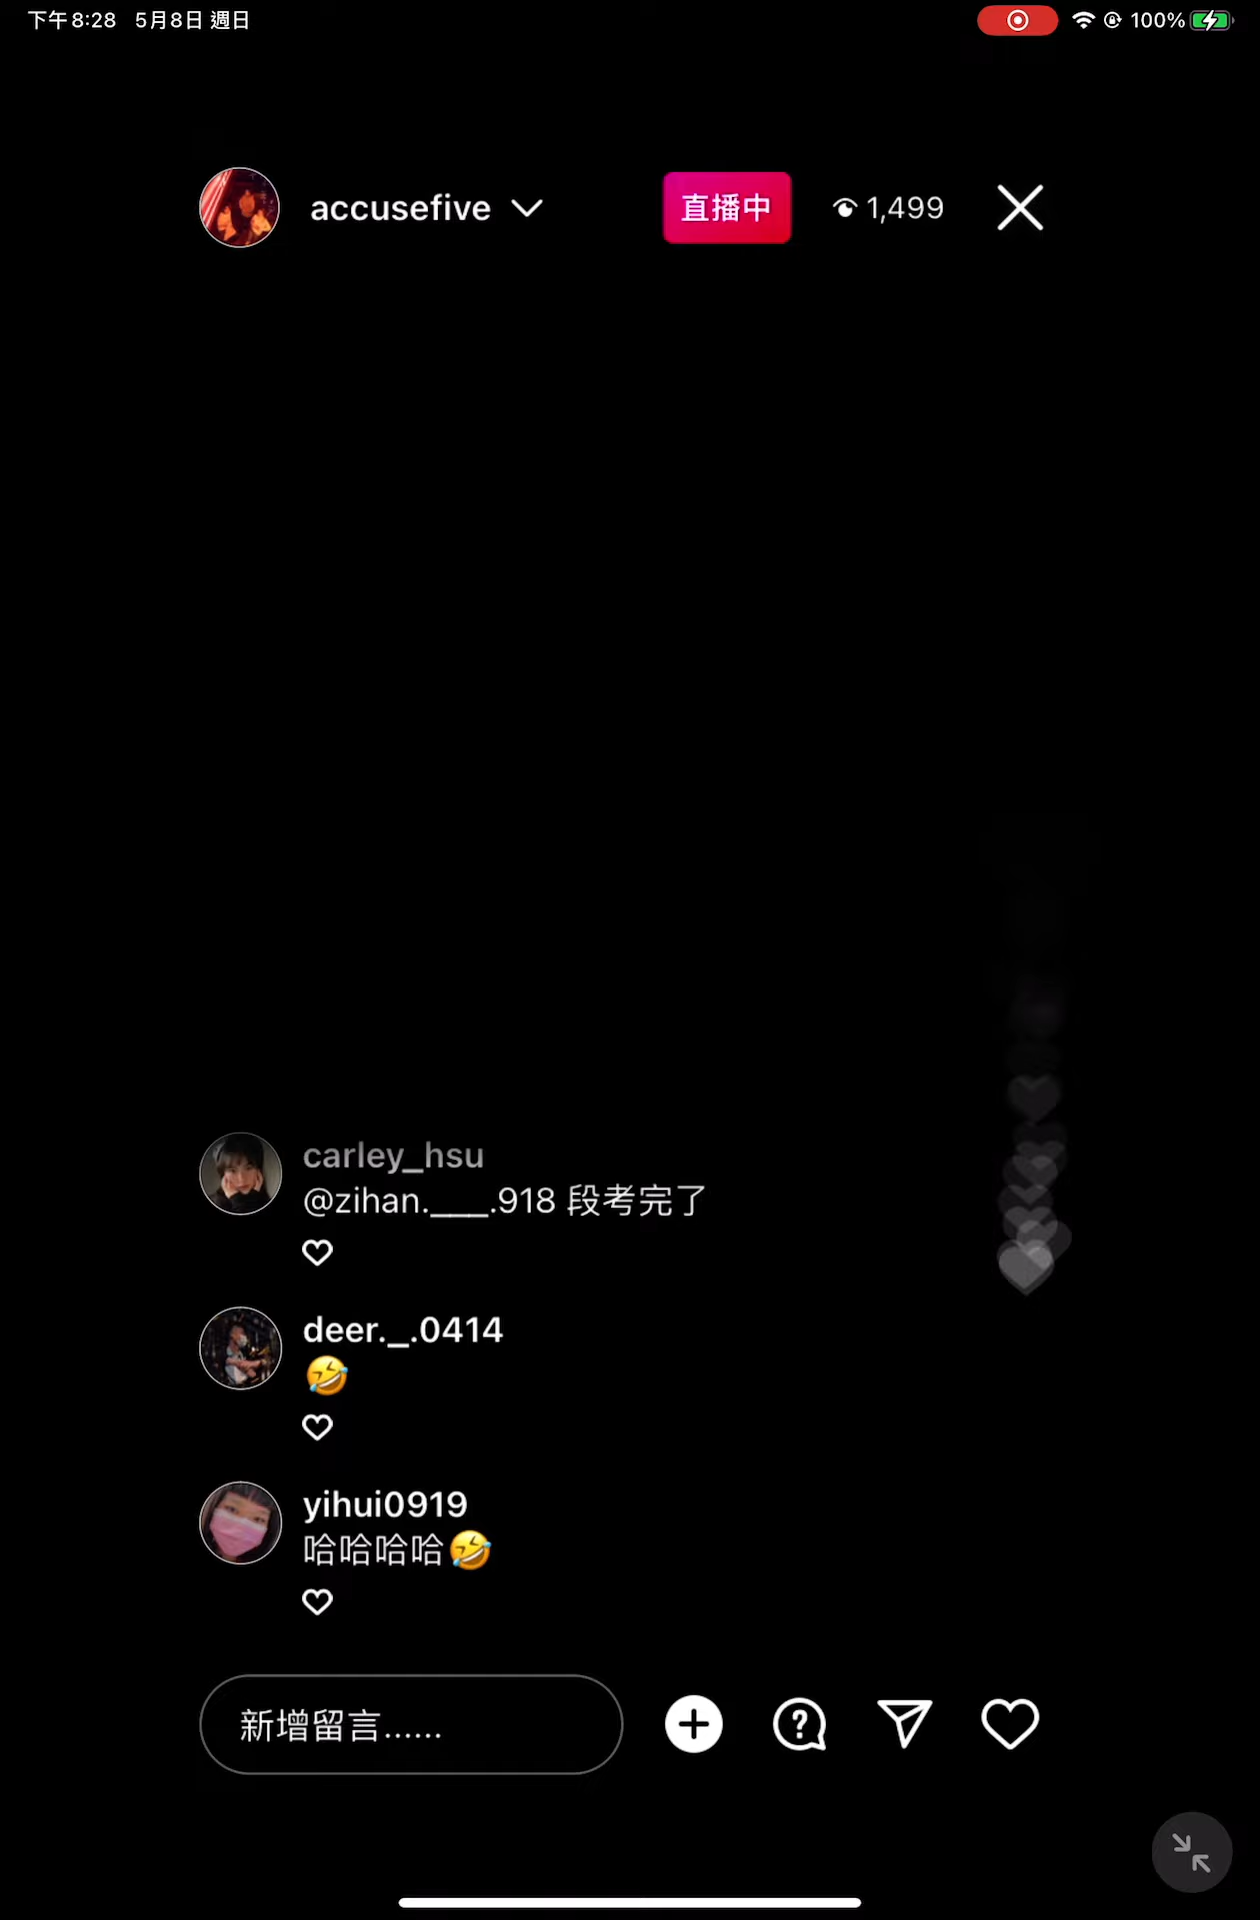 下午8:28 5月8日 週日
100%
accusefive
直播中
1,499
carley_hsu
@zihan.___.918 段考完了
deer._.0414
🤣
yihui0919
哈哈哈哈🤣
新增留言......